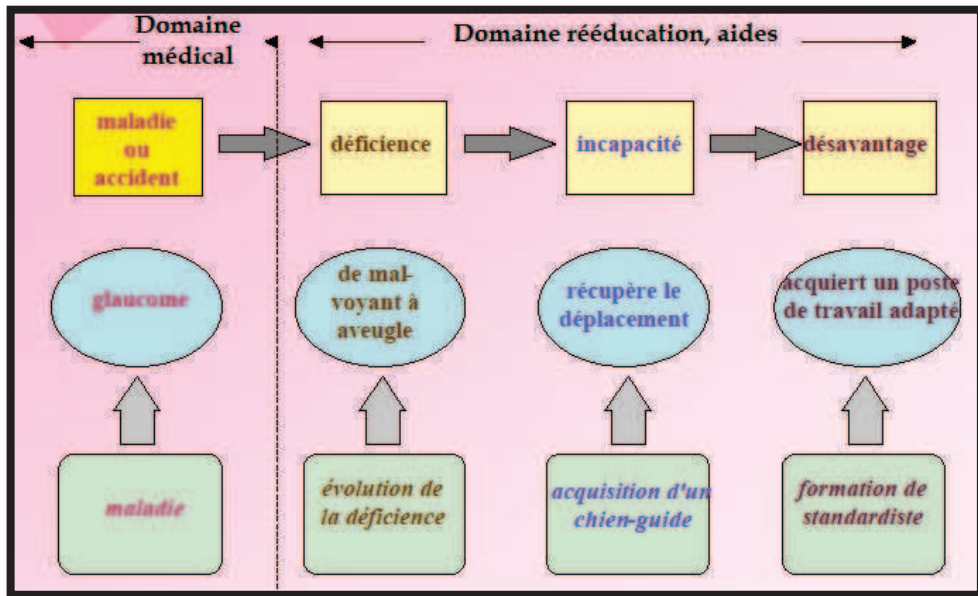 Domaine
médical
Domaine rééducation, aides
maladie
ou
accident
déficience
incapacité
désavantage
glaucome
de mal-
voyant à
aveugle
récupère le
déplacement
acquiert un poste
de travail adapté
maladie
évolution de
la déficience
acquisition d'un
chien-guide
formation de
standardiste